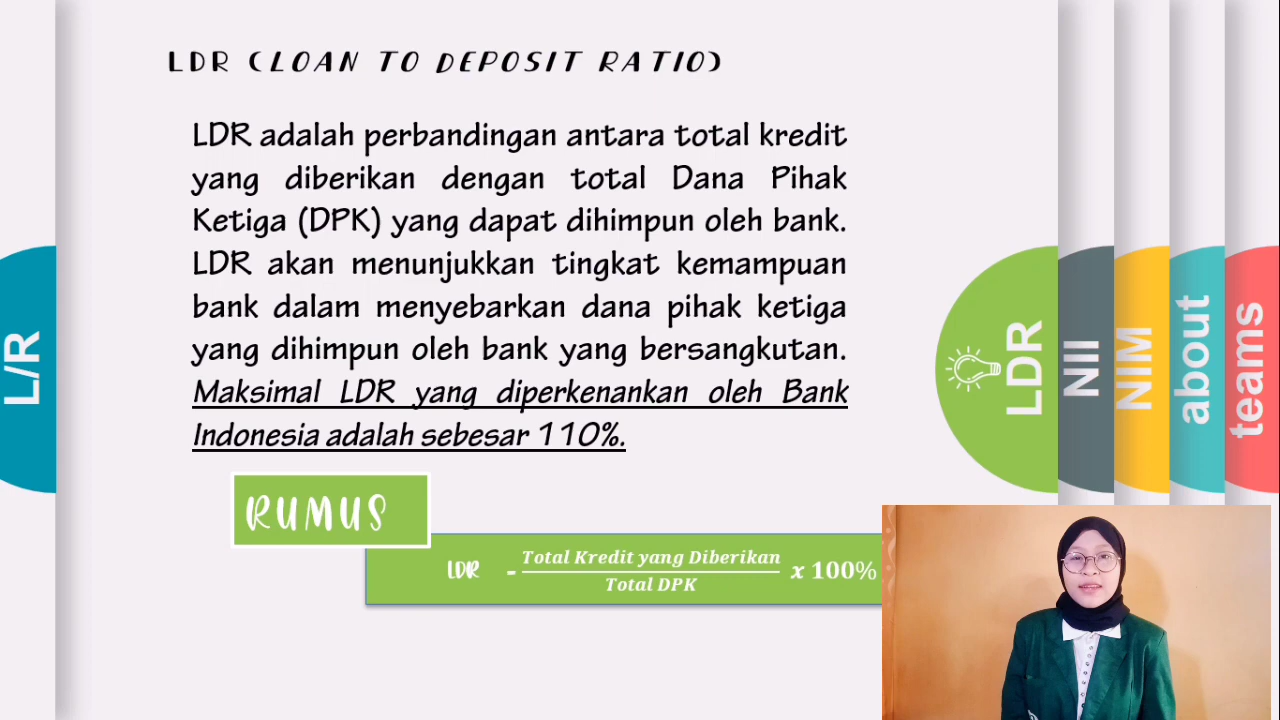 LDR (LOAN TO DEPOSIT RATIO)
LDR adalah perbandingan antara total kredit
yang diberikan dengan total Dana Pihak
Ketiga (DPK) yang dapat dihimpun oleh bank.
LDR akan menunjukkan tingkat kemampuan
bank dalam menyebarkan dana pihak ketiga
yang dihimpun oleh bank yang bersangkutan.
Maksimal LDR yang diperkenankan oleh Bank
Indonesia adalah sebesar 110%.
RUMUS
LDR - Total Kredit yang Diberikan
Total DPK
x 100%
L/R
LDR
NII
NIM
about
teams